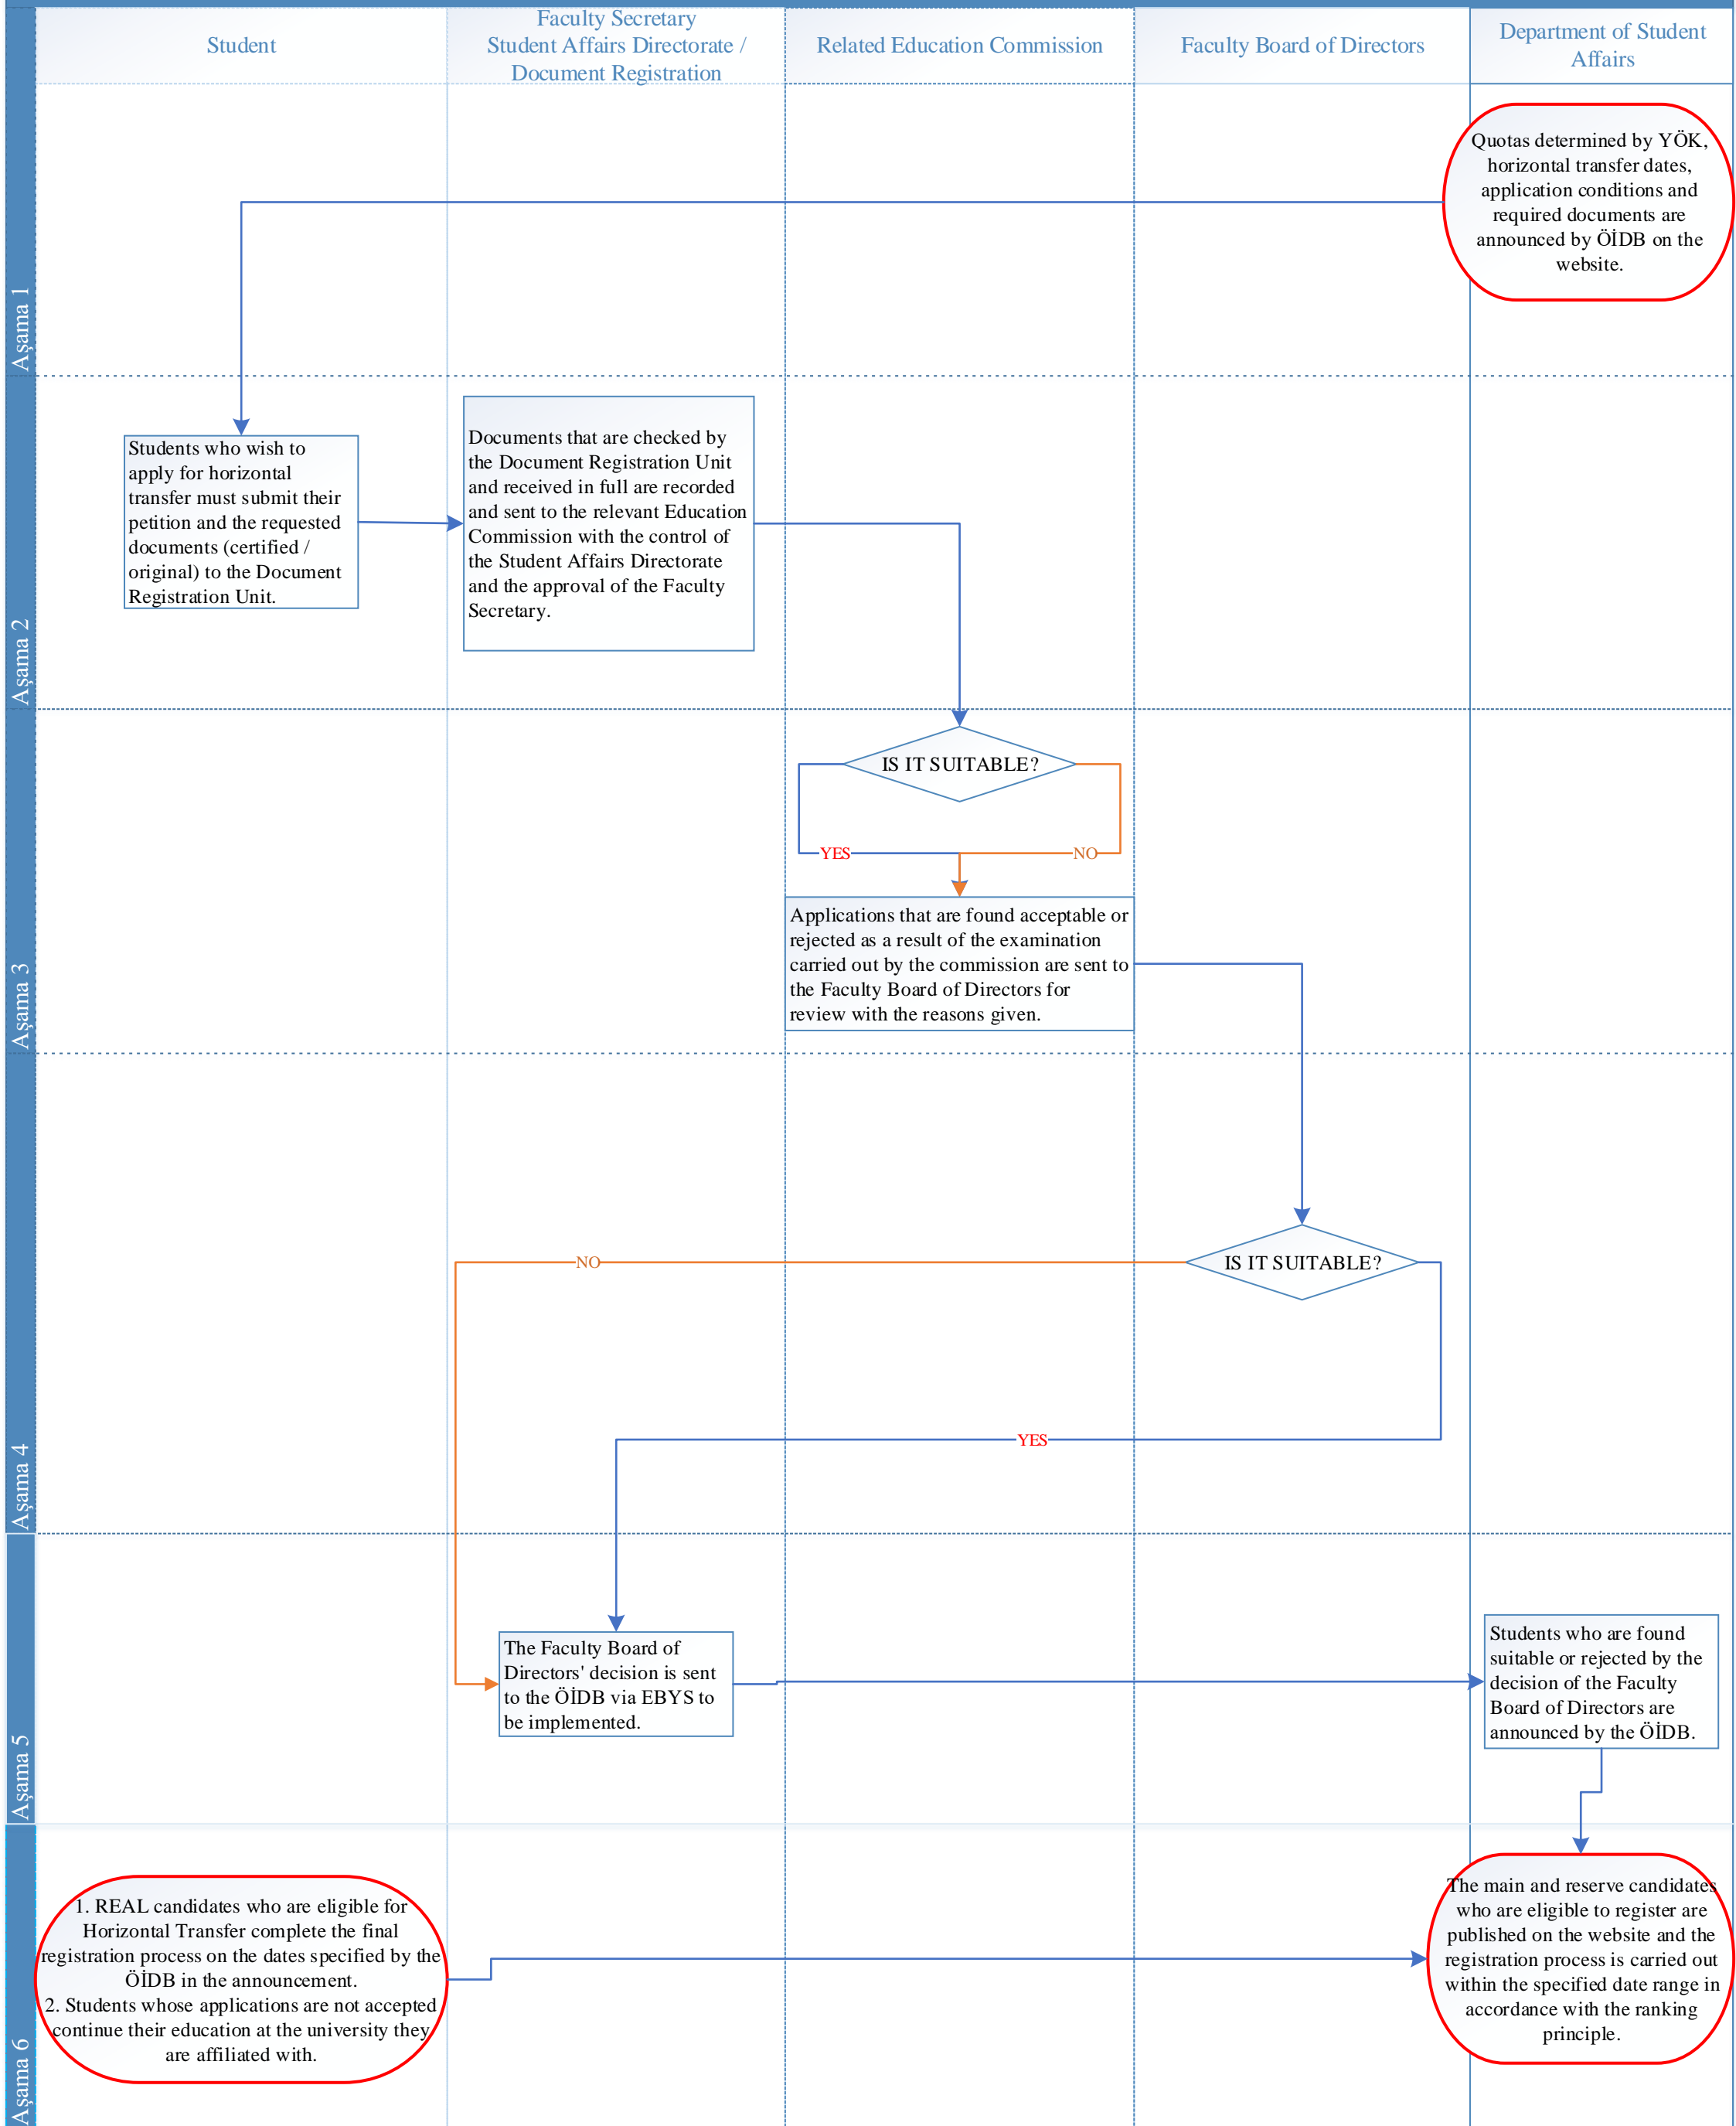 Student
Faculty Secretary
Student Affairs Directorate /
Document Registration
Related Education Commission
Faculty Board of Directors
Department of Student
Affairs
Aşama 1
Quotas determined by YÖK,
horizontal transfer dates,
application conditions and
required documents are
announced by ÖİDB on the
website.
Aşama 2
Students who wish to
apply for horizontal
transfer must submit their
petition and the requested
documents (certified /
original) to the Document
Registration Unit.
Documents that are checked by
the Document Registration Unit
and received in full are recorded
and sent to the relevant Education
Commission with the control of
the Student Affairs Directorate
and the approval of the Faculty
Secretary.
Aşama 3
IS IT SUITABLE?
YES
NO
Applications that are found acceptable or
rejected as a result of the examination
carried out by the commission are sent to
the Faculty Board of Directors for
review with the reasons given.
Aşama 4
IS IT SUITABLE?
NO
YES
Aşama 5
The Faculty Board of
Directors' decision is sent
to the ÖİDB via EBYS to
be implemented.
Students who are found
suitable or rejected by the
decision of the Faculty
Board of Directors are
announced by the ÖİDB.
Aşama 6
1. REAL candidates who are eligible for
Horizontal Transfer complete the final
registration process on the dates specified by the
ÖİDB in the announcement.
2. Students whose applications are not accepted
continue their education at the university they
are affiliated with.
The main and reserve candidates
who are eligible to register are
published on the website and the
registration process is carried out
within the specified date range in
accordance with the ranking
principle.